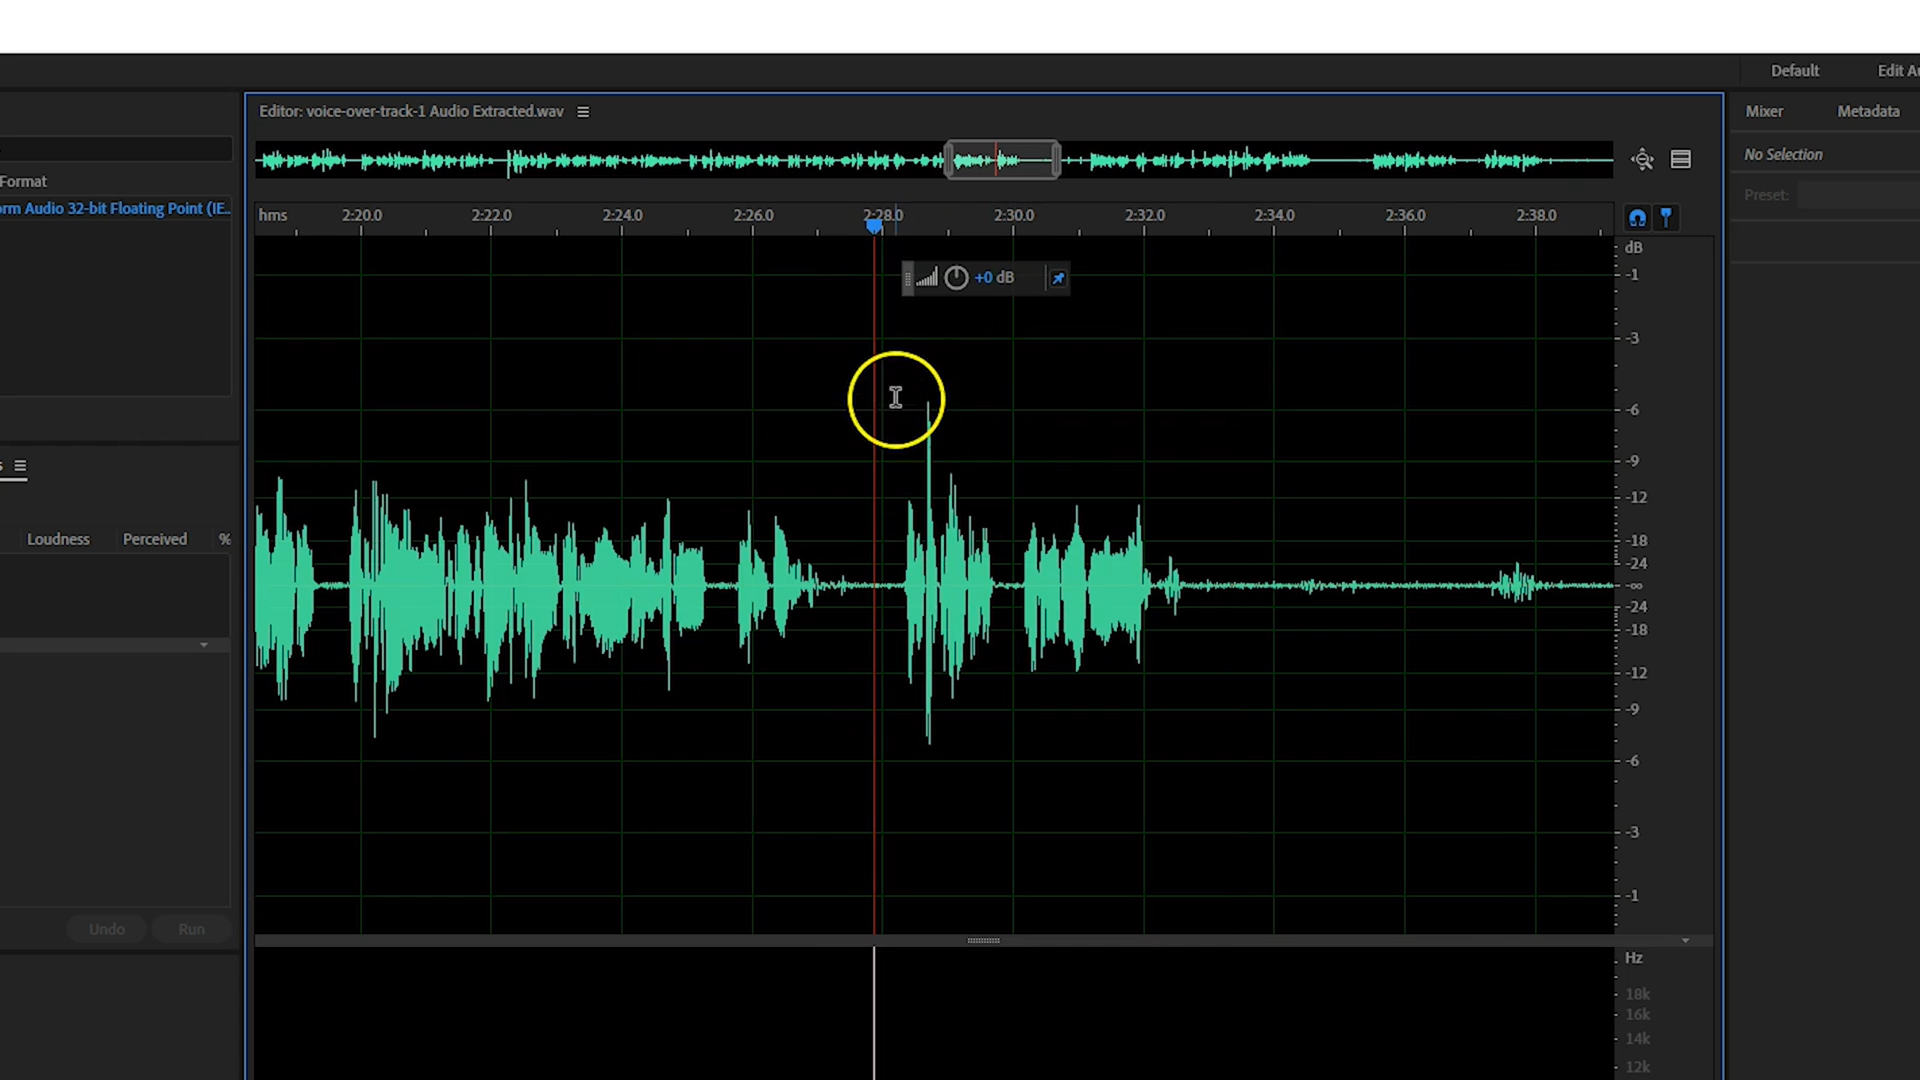 Default
Edit Au
Editor: voice-over-track-1 Audio Extracted.wav
Mixer
Metadata
No Selection
Format
Preset:
orm Audio 32-bit Floating Point (IE..
hms
2:20.0
2:22.0
2:24.0
2:26.0
2:28.0
2:30.0
2:32.0
2:34.0
2:36.0
2:38.0
dB
-1
+0 dB
-3
-6
-9
s
-12
Loudness
Perceived
%
-18
-24
-∞
-24
-18
-12
-9
-6
-3
-1
Undo
Run
Hz
18k
16k
14k
12k